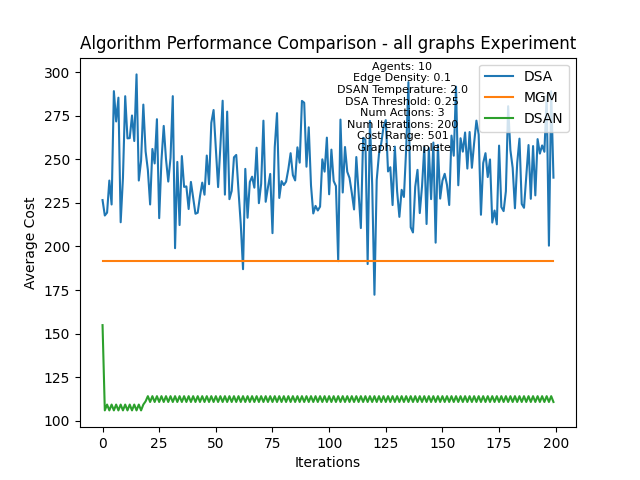 Algorithm Performance Comparison - all graphs Experiment
Agents: 10
Edge Density: 0.1
DSAN Temperature: 2.0
DSA Threshold: 0.25
Num Actions: 3
Num Iterations: 200
Cost Range: 501
Graph: complete
DSA
MGM
DSAN
Average Cost
300
275
250
225
200
175
150
125
100
0
25
50
75
100
125
150
175
200
Iterations